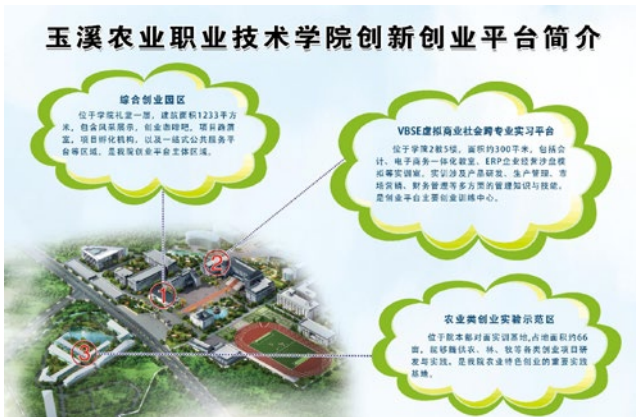 玉溪农业职业技术学院创新创业平台简介
综合创业园区
位于学院礼堂一层，建筑面积1233平方
米，包含风采展示，创业咖啡吧，项目路演
室，项目孵化机构，以及一站式公共服务平
台等区域，是我院创业平台主体区域。
VBSE虚拟商业社会跨专业实习平台
位于学院2教5楼，面积约300平米，包括会
计、电子商务一体化教室、ERP企业经营沙盘模
拟等实训室，实训涉及产品研发、生产管理、市
场营销、财务管理等多方面的管理知识与技能，
是创业平台主要创业训练中心。
农业类创业实验示范区
位于院本部对面实训基地，占地面积约66
亩，能够提供农、林、牧等各类创业项目研
发与实践，是我院农业特色创业的重要实践
基地。
①
②
③